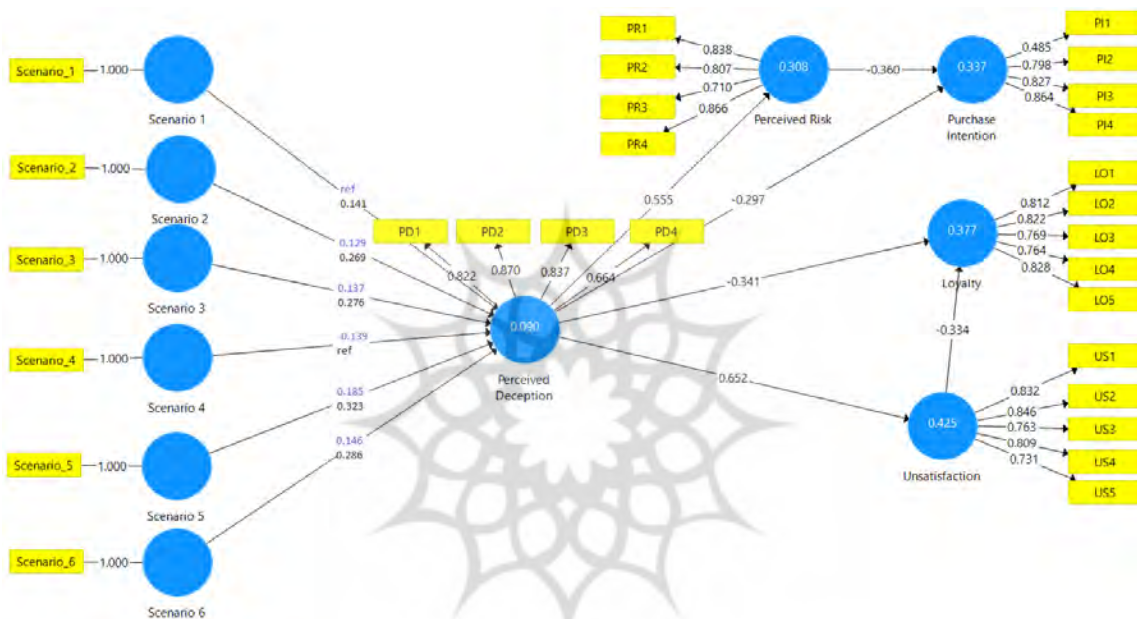 Scenario_1
1.000
Scenario 1
Scenario_2
1.000
Scenario 2
Scenario_3
1.000
Scenario 3
Scenario_4
1.000
Scenario 4
Scenario_5
1.000
Scenario 5
Scenario_6
1.000
Scenario 6
ref
0.141
0.129
0.269
0.137
0.276
-0.139
ref
0.185
0.323
0.146
0.286
PD1
PD2
PD3
PD4
0.822
0.870
0.837
0.664
0.090
Perceived
Deception
PR1
PR2
PR3
PR4
0.838
0.807
0.710
0.866
0.308
Perceived Risk
-0.360
0.555
-0.297
-0.341
0.652
-0.334
0.337
Purchase
Intention
0.485
0.798
0.827
0.864
PI1
PI2
PI3
PI4
0.377
Loyalty
0.812
0.822
0.769
0.764
0.828
LO1
LO2
LO3
LO4
LO5
0.425
Unsatisfaction
0.832
0.846
0.763
0.809
0.731
US1
US2
US3
US4
US5